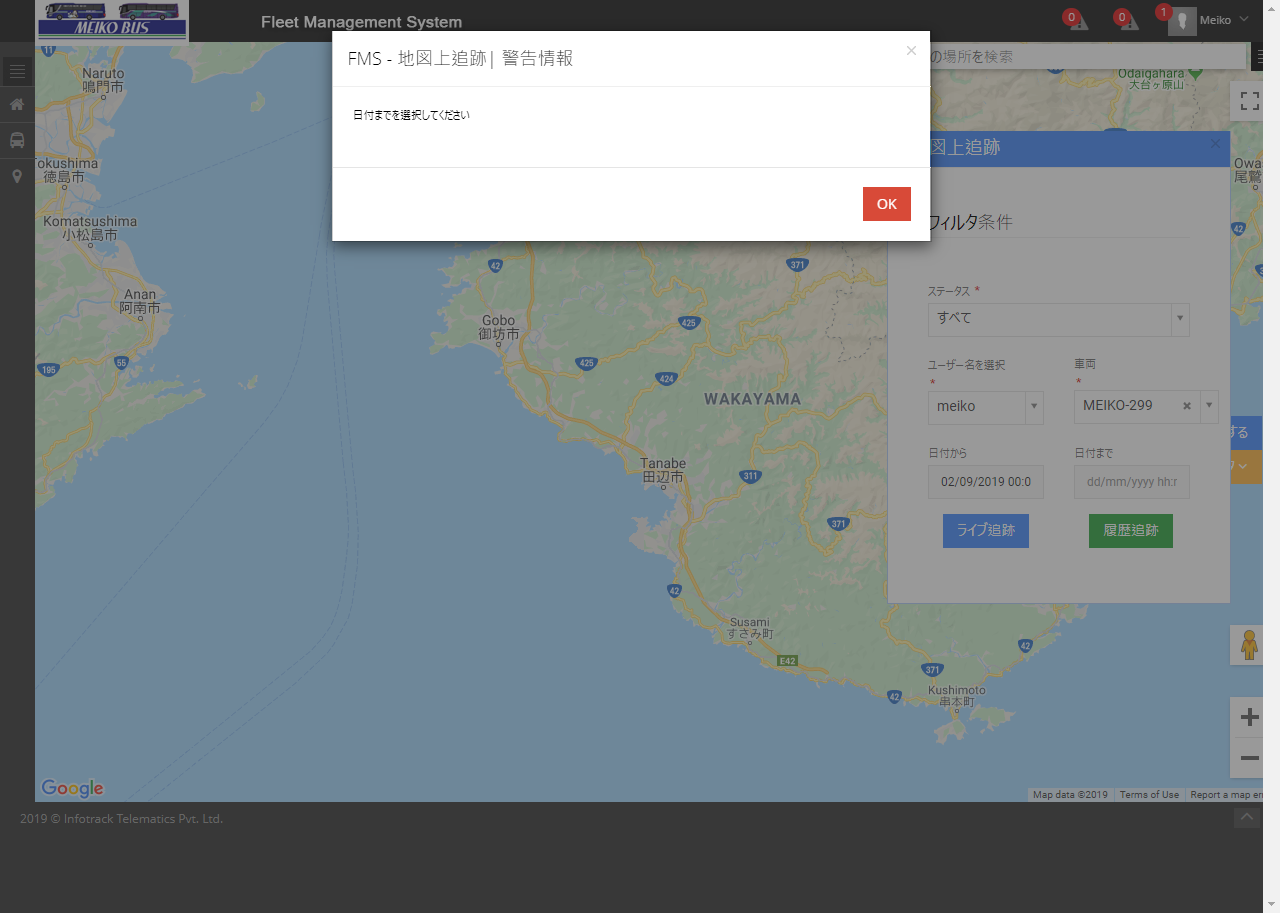 MEIKO BUS
Fleet Management System
0
0
1
Meiko
FMS - 地図上追跡| 警告情報
×
日付までを選択してください
OK
の場所を検索
図上追跡
×
フィルタ条件
ステータス *
すべて
ユーザー名を選択
*
車両
*
meiko
MEIKO-299
×
日付から
日付まで
02/09/2019 00:0
dd/mm/yyyy hh:r
ライブ追跡
履歴追跡
する
11
Naruto
鳴門市
Tokushima
徳島市
Komatsushima
小松島市
Anan
阿南市
195
55
42
Gobo
御坊市
425
425
424
371
WAKAYAMA
Tanabe
田辺市
311
371
42
Susami
すさみ町
E42
371
42
42
Kushimoto
串本町
Odaigahara
大台ヶ原山
Owa
尾鷲
42
Google
Map data ©2019
Terms of Use
Report a map er
2019 © Infotrack Telematics Pvt. Ltd.